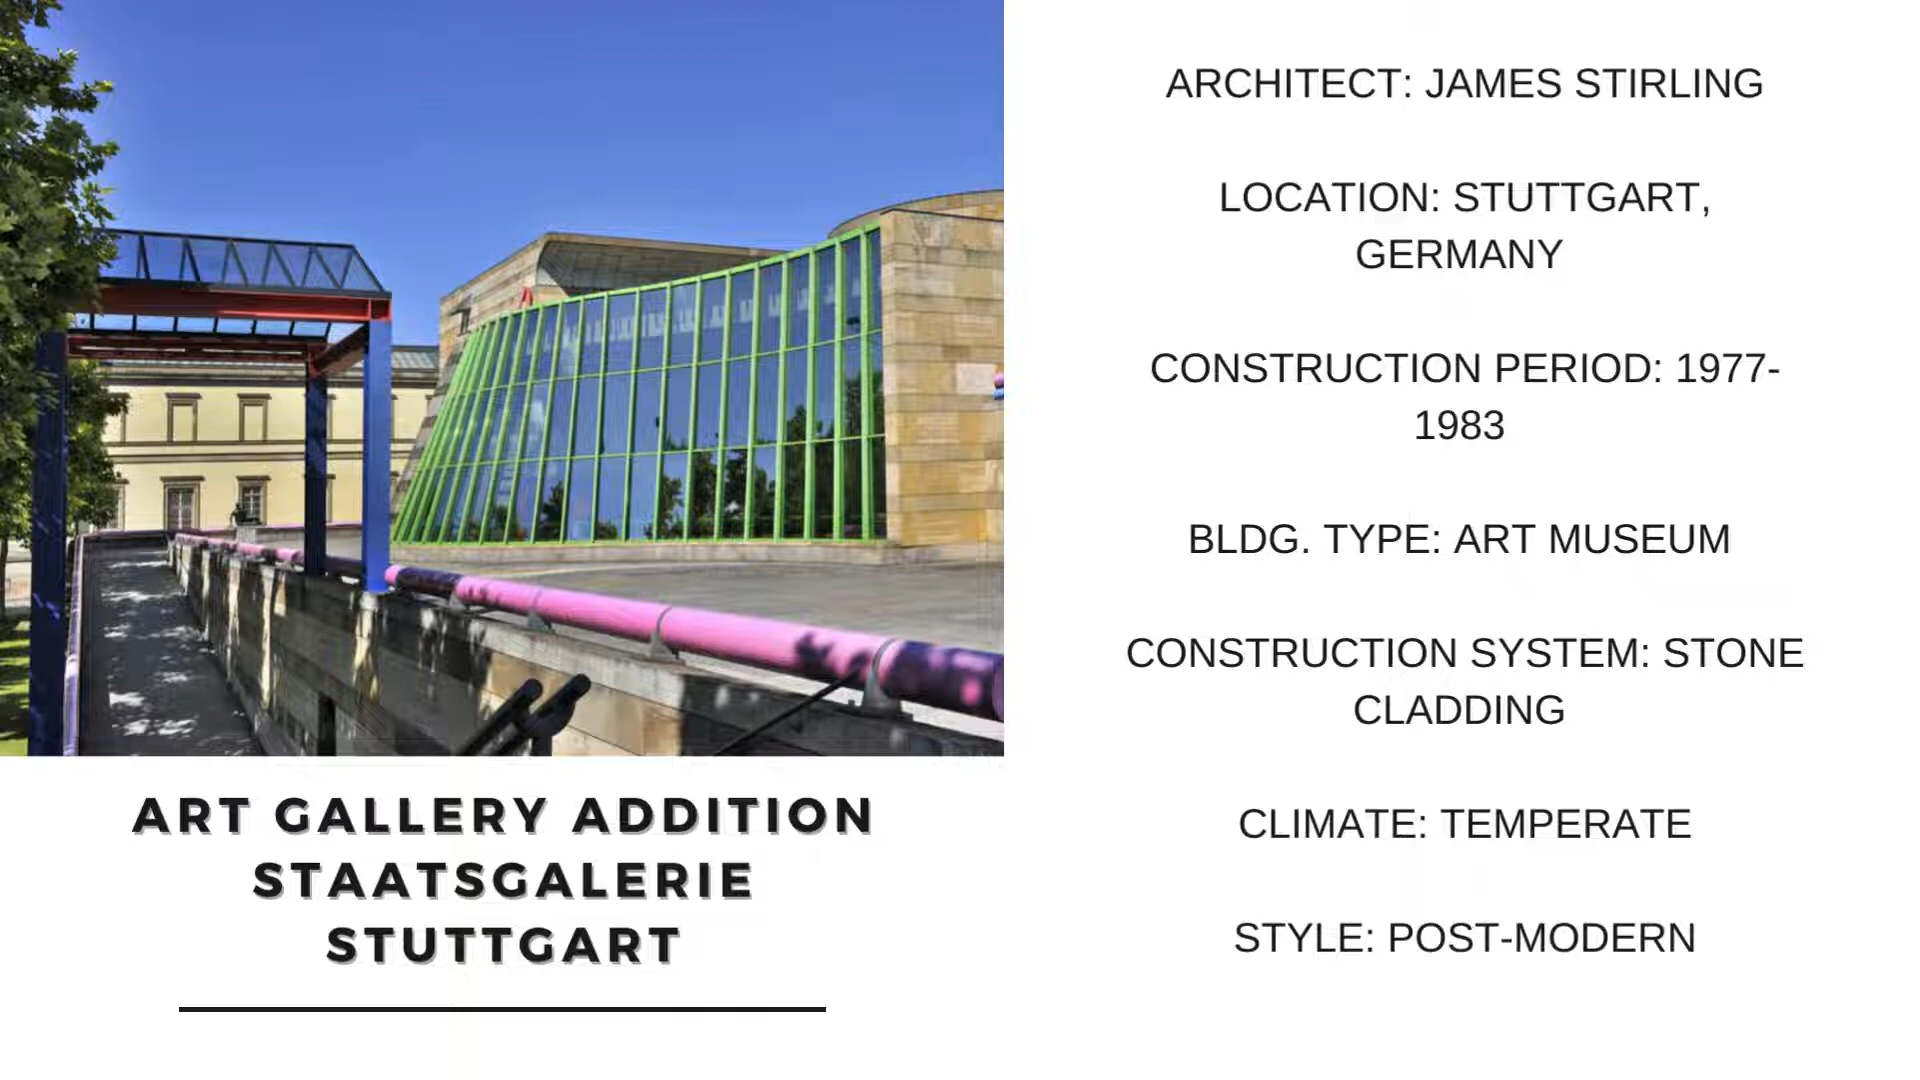 ART GALLERY ADDITION
STAATSGALERIE
STUTTGART
ARCHITECT: JAMES STIRLING
LOCATION: STUTTGART,
GERMANY
CONSTRUCTION PERIOD: 1977-
1983
BLDG. TYPE: ART MUSEUM
CONSTRUCTION SYSTEM: STONE
CLADDING
CLIMATE: TEMPERATE
STYLE: POST-MODERN